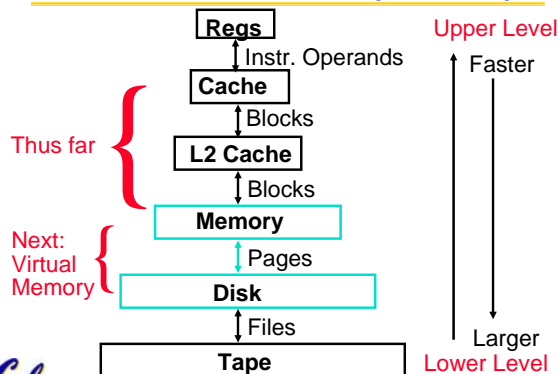 Regs
Upper Level
Instr. Operands
Faster
Cache
Blocks
Thus far
L2 Cache
Blocks
Memory
Next:
Virtual
Memory
Pages
Disk
Files
Larger
Tape
Lower Level